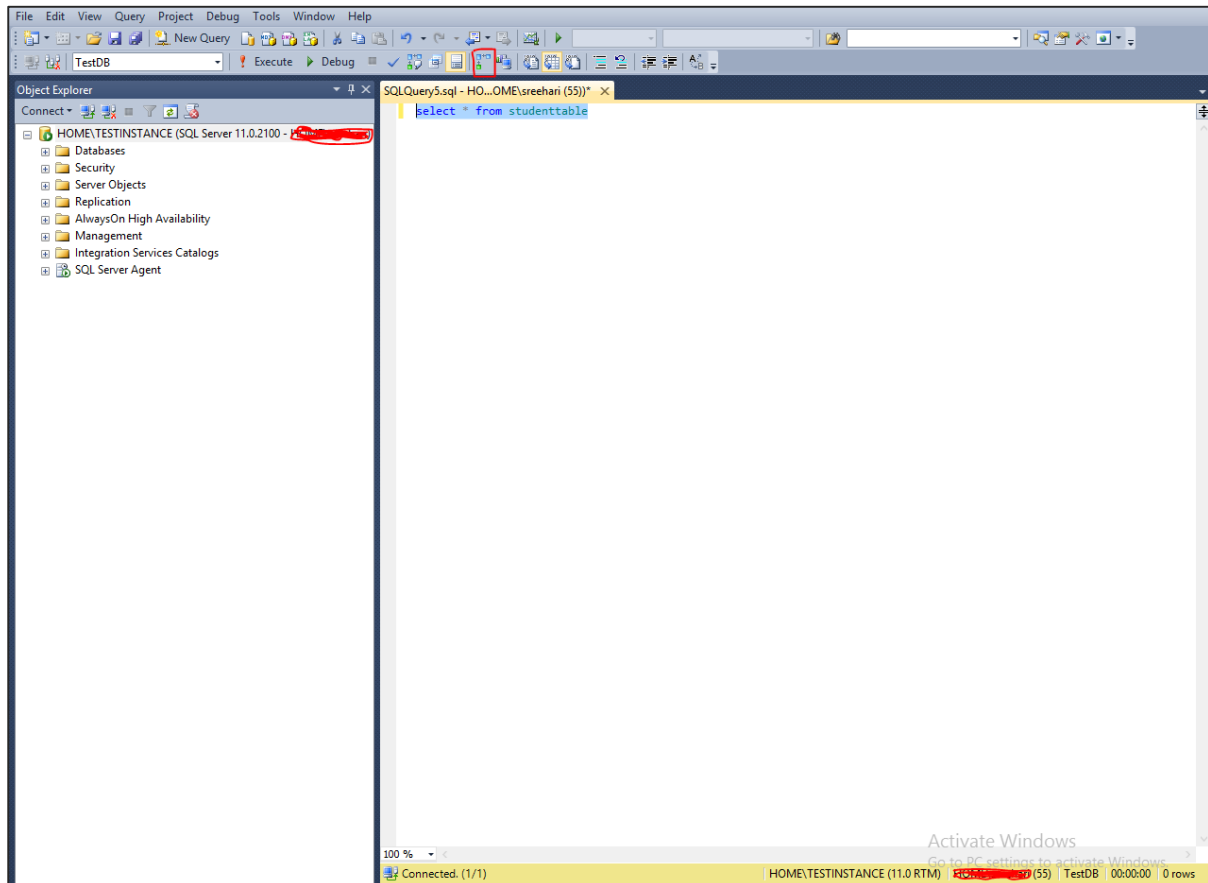 File Edit View Query Project Debug Tools Window Help
New Query
TestDB Execute Debug
Object Explorer
Connect
HOME\TESTINSTANCE (SQL Server 11.0.2100 -
Databases
Security
Server Objects
Replication
AlwaysOn High Availability
Management
Integration Services Catalogs
SQL Server Agent
SQLQuery5.sql - HO...OME\sreehari (55))*
select * from studenttable
100 %
Activate Windows
Go to PC settings to activate Windows.
Connected. (1/1) HOME\TESTINSTANCE (11.0 RTM) (55) TestDB 00:00:00 0 rows